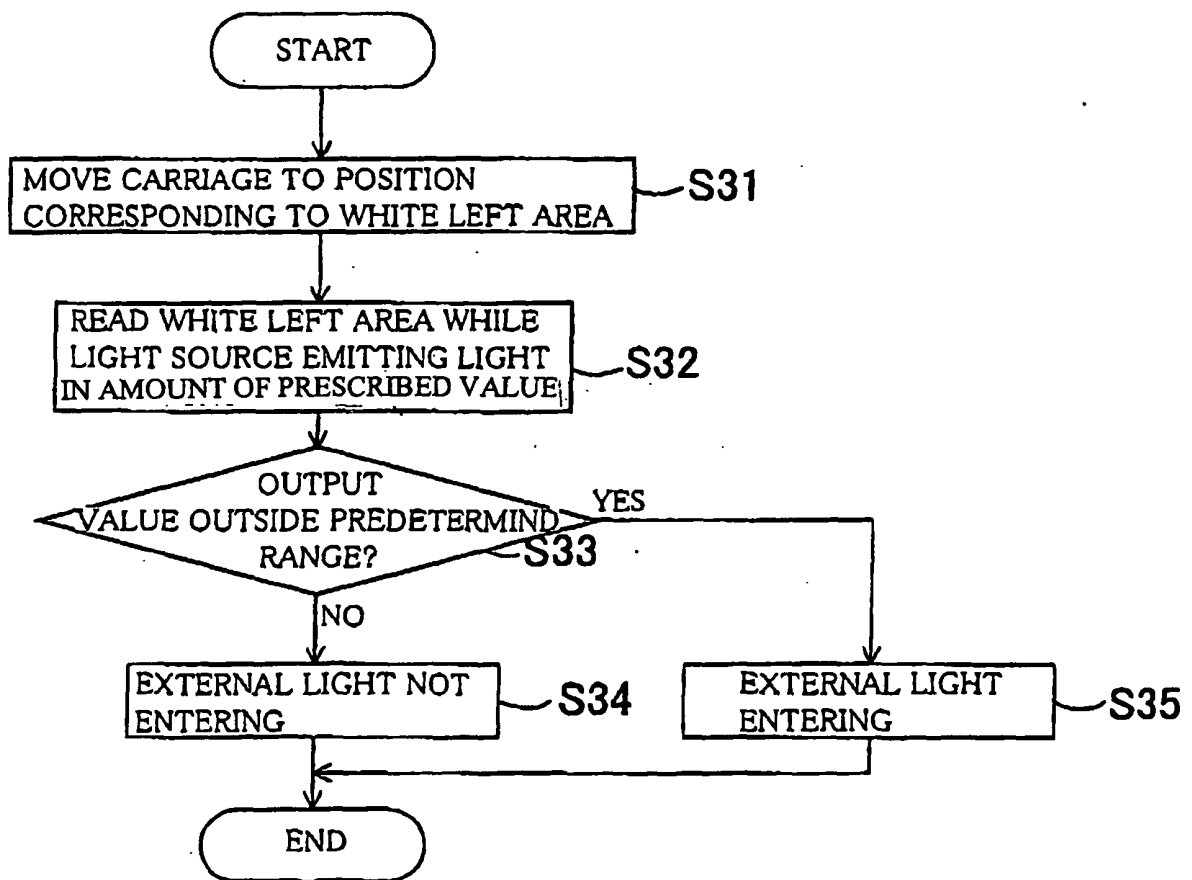 START
MOVE CARRIAGE TO POSITION
CORRESPONDING TO WHITE LEFT AREA
S31
READ WHITE LEFT AREA WHILE
LIGHT SOURCE EMITTING LIGHT
IN AMOUNT OF PRESCRIBED VALUE
S32
OUTPUT
VALUE OUTSIDE PREDETERMIND
RANGE?
S33
YES
NO
EXTERNAL LIGHT NOT
ENTERING
S34
EXTERNAL LIGHT
ENTERING
S35
END